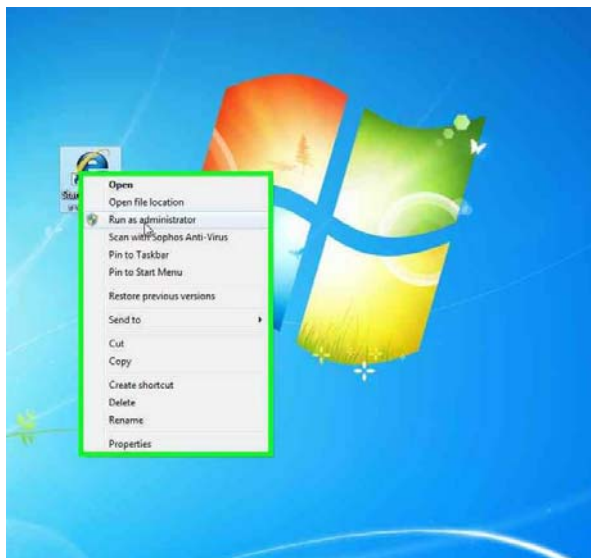 Open
Open file location
Run as administrator
Scan with Sophos Anti-Virus
Pin to Taskbar
Pin to Start Menu
Restore previous versions
Send to
Cut
Copy
Create shortcut
Delete
Rename
Properties